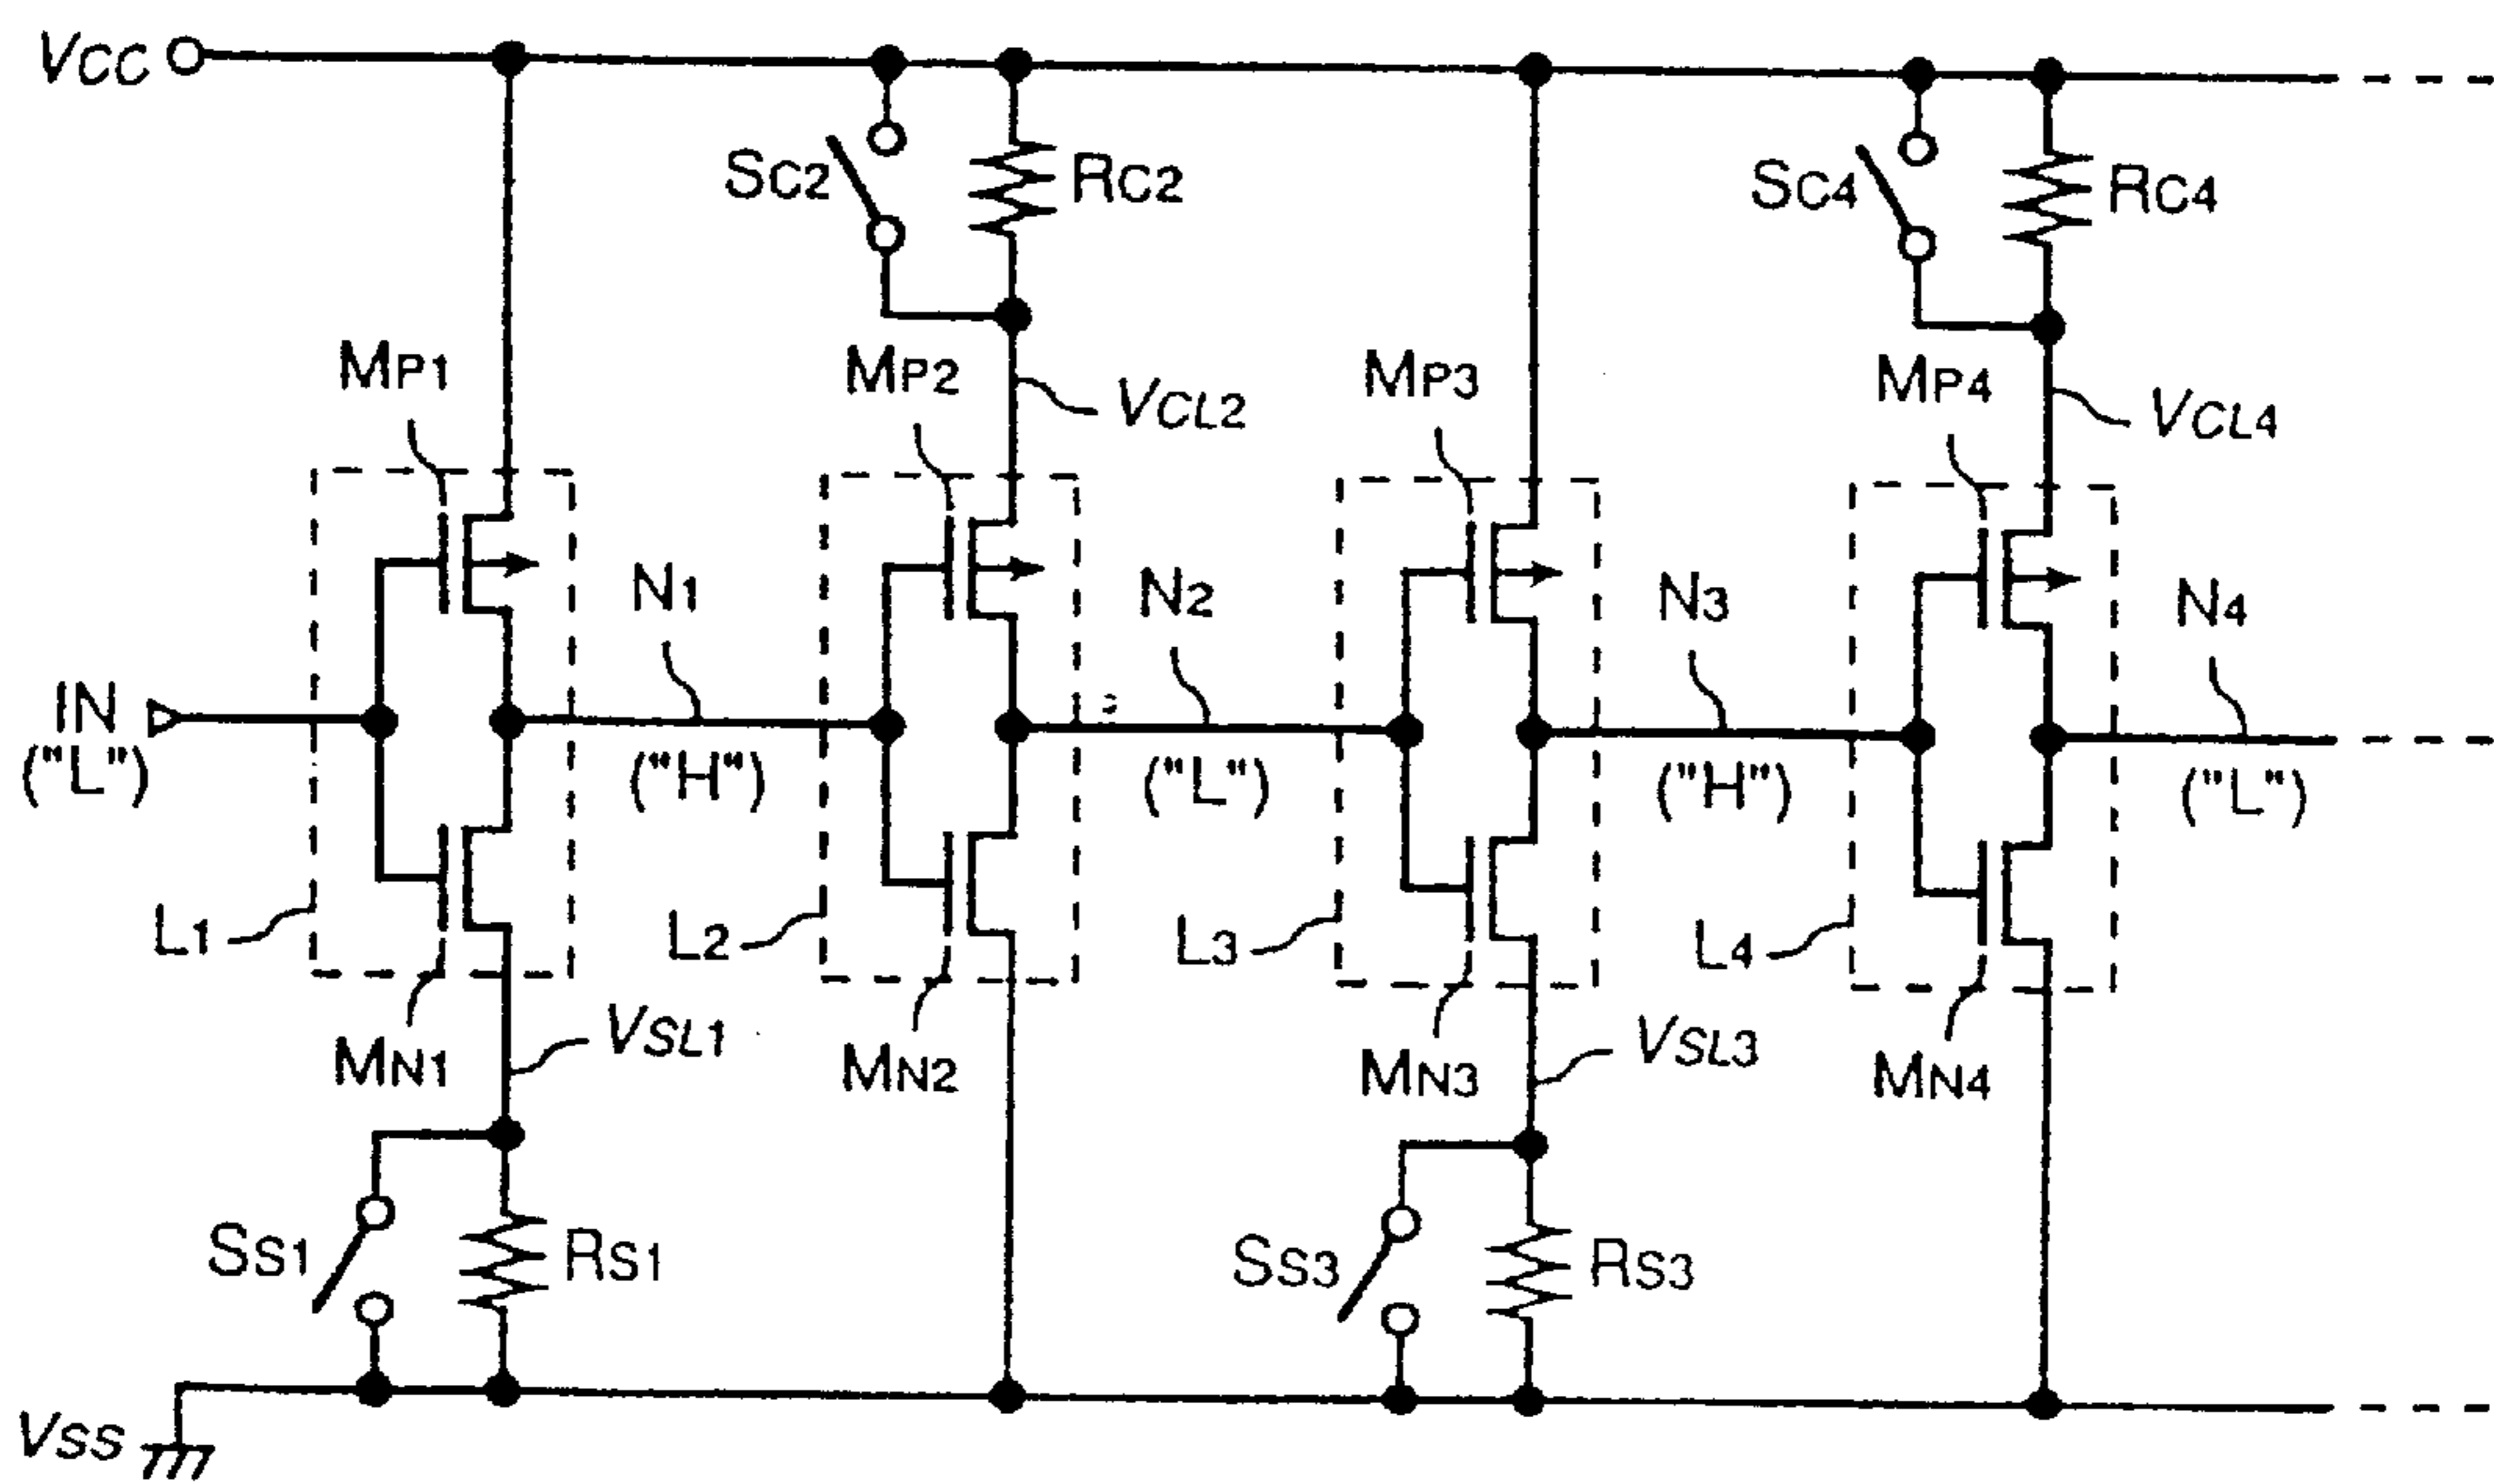 VCC
SC2
RC2
SC4
RC4
MP1
MP2
VCL2
MP3
MP4
VCL4
N1
N2
N3
N4
IN
("L")
("H")
("L")
("H")
("L")
L1
L2
L3
L4
MN1
VSL1
MN2
MN3
VSL3
MN4
SS1
RS1
SS3
RS3
VSS